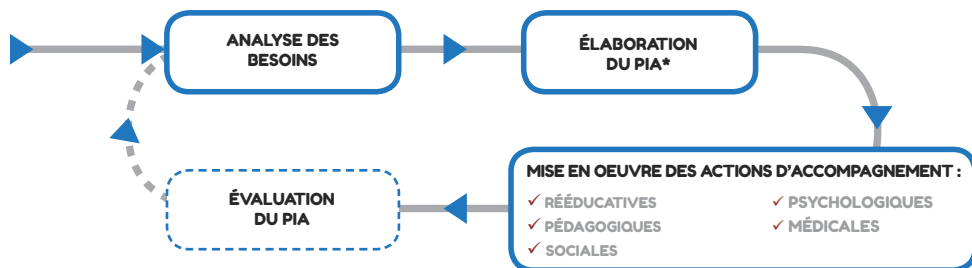 ANALYSE DES
BESOINS
ÉLABORATION
DU PIA*
MISE EN OEUVRE DES ACTIONS D'ACCOMPAGNEMENT :
✓ RÉÉDUCATIVES
✓ PÉDAGOGIQUES
✓ SOCIALES
✓ PSYCHOLOGIQUES
✓ MÉDICALES
ÉVALUATION
DU PIA